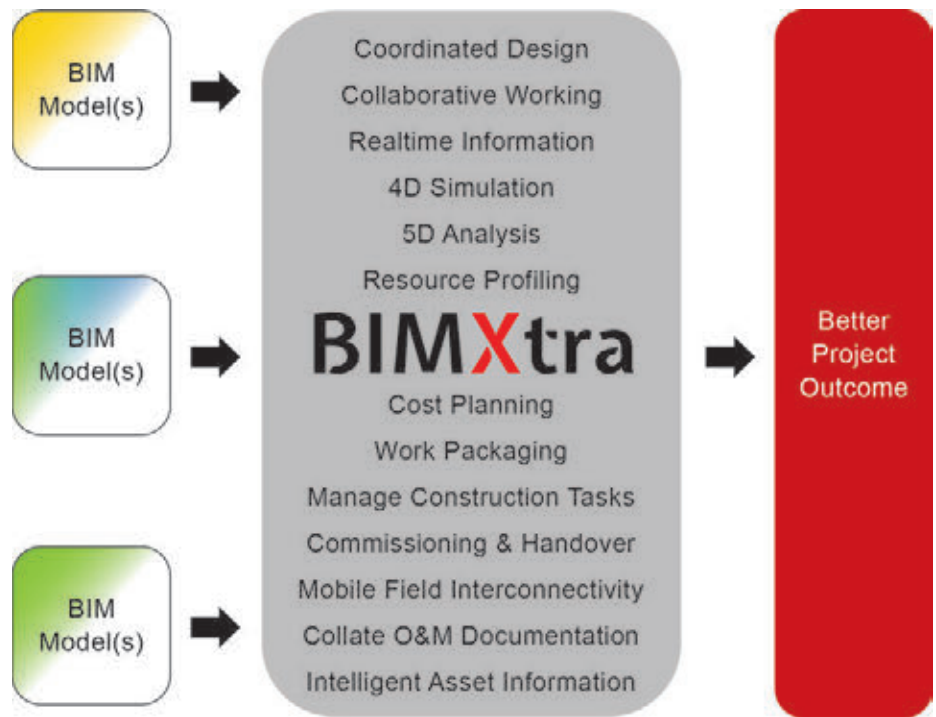 BIM
Model(s)
BIM
Model(s)
BIM
Model(s)
Coordinated Design
Collaborative Working
Realtime Information
4D Simulation
5D Analysis
Resource Profiling
BIMXtra
Cost Planning
Work Packaging
Manage Construction Tasks
Commissioning & Handover
Mobile Field Interconnectivity
Collate O&M Documentation
Intelligent Asset Information
Better
Project
Outcome